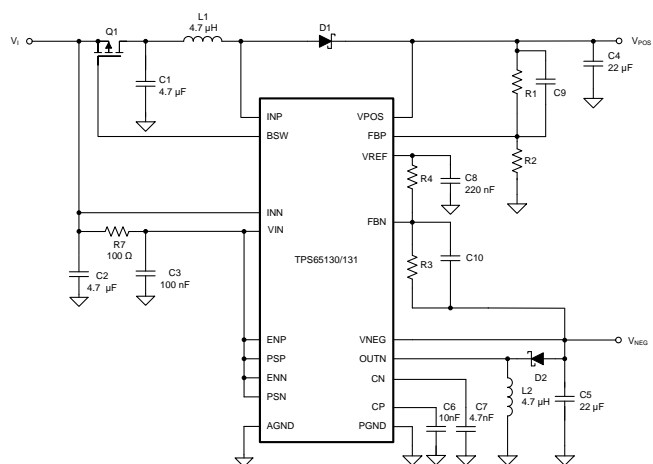 L1
4.7 µH
D1
Q1
V_I
V_POS
C1
4.7 µF
C4
22 µF
R1
C9
INP
VPOS
BSW
FBP
R2
VREF
R4
C8
220 nF
INN
FBN
VIN
R7
100 Ω
TPS65130/131
R3
C10
C2
4.7 µF
C3
100 nF
ENP
VNEG
V_NEG
PSP
OUTN
D2
ENN
CN
L2
4.7 µH
C5
22 µF
PSN
CP
C6
10nF
C7
4.7nF
AGND
PGND